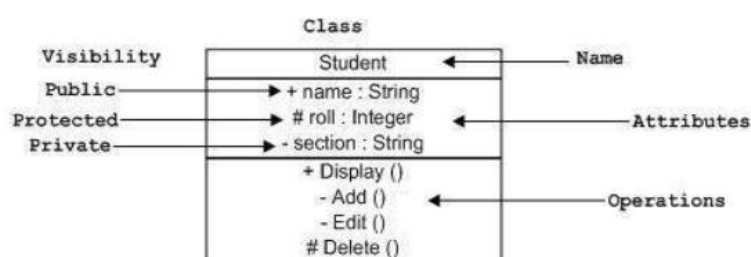 Class
Visibility
Student
Name
Public
+ name : String
Protected
# roll : Integer
Attributes
Private
- section : String
+ Display ()
- Add ()
Operations
- Edit ()
# Delete ()